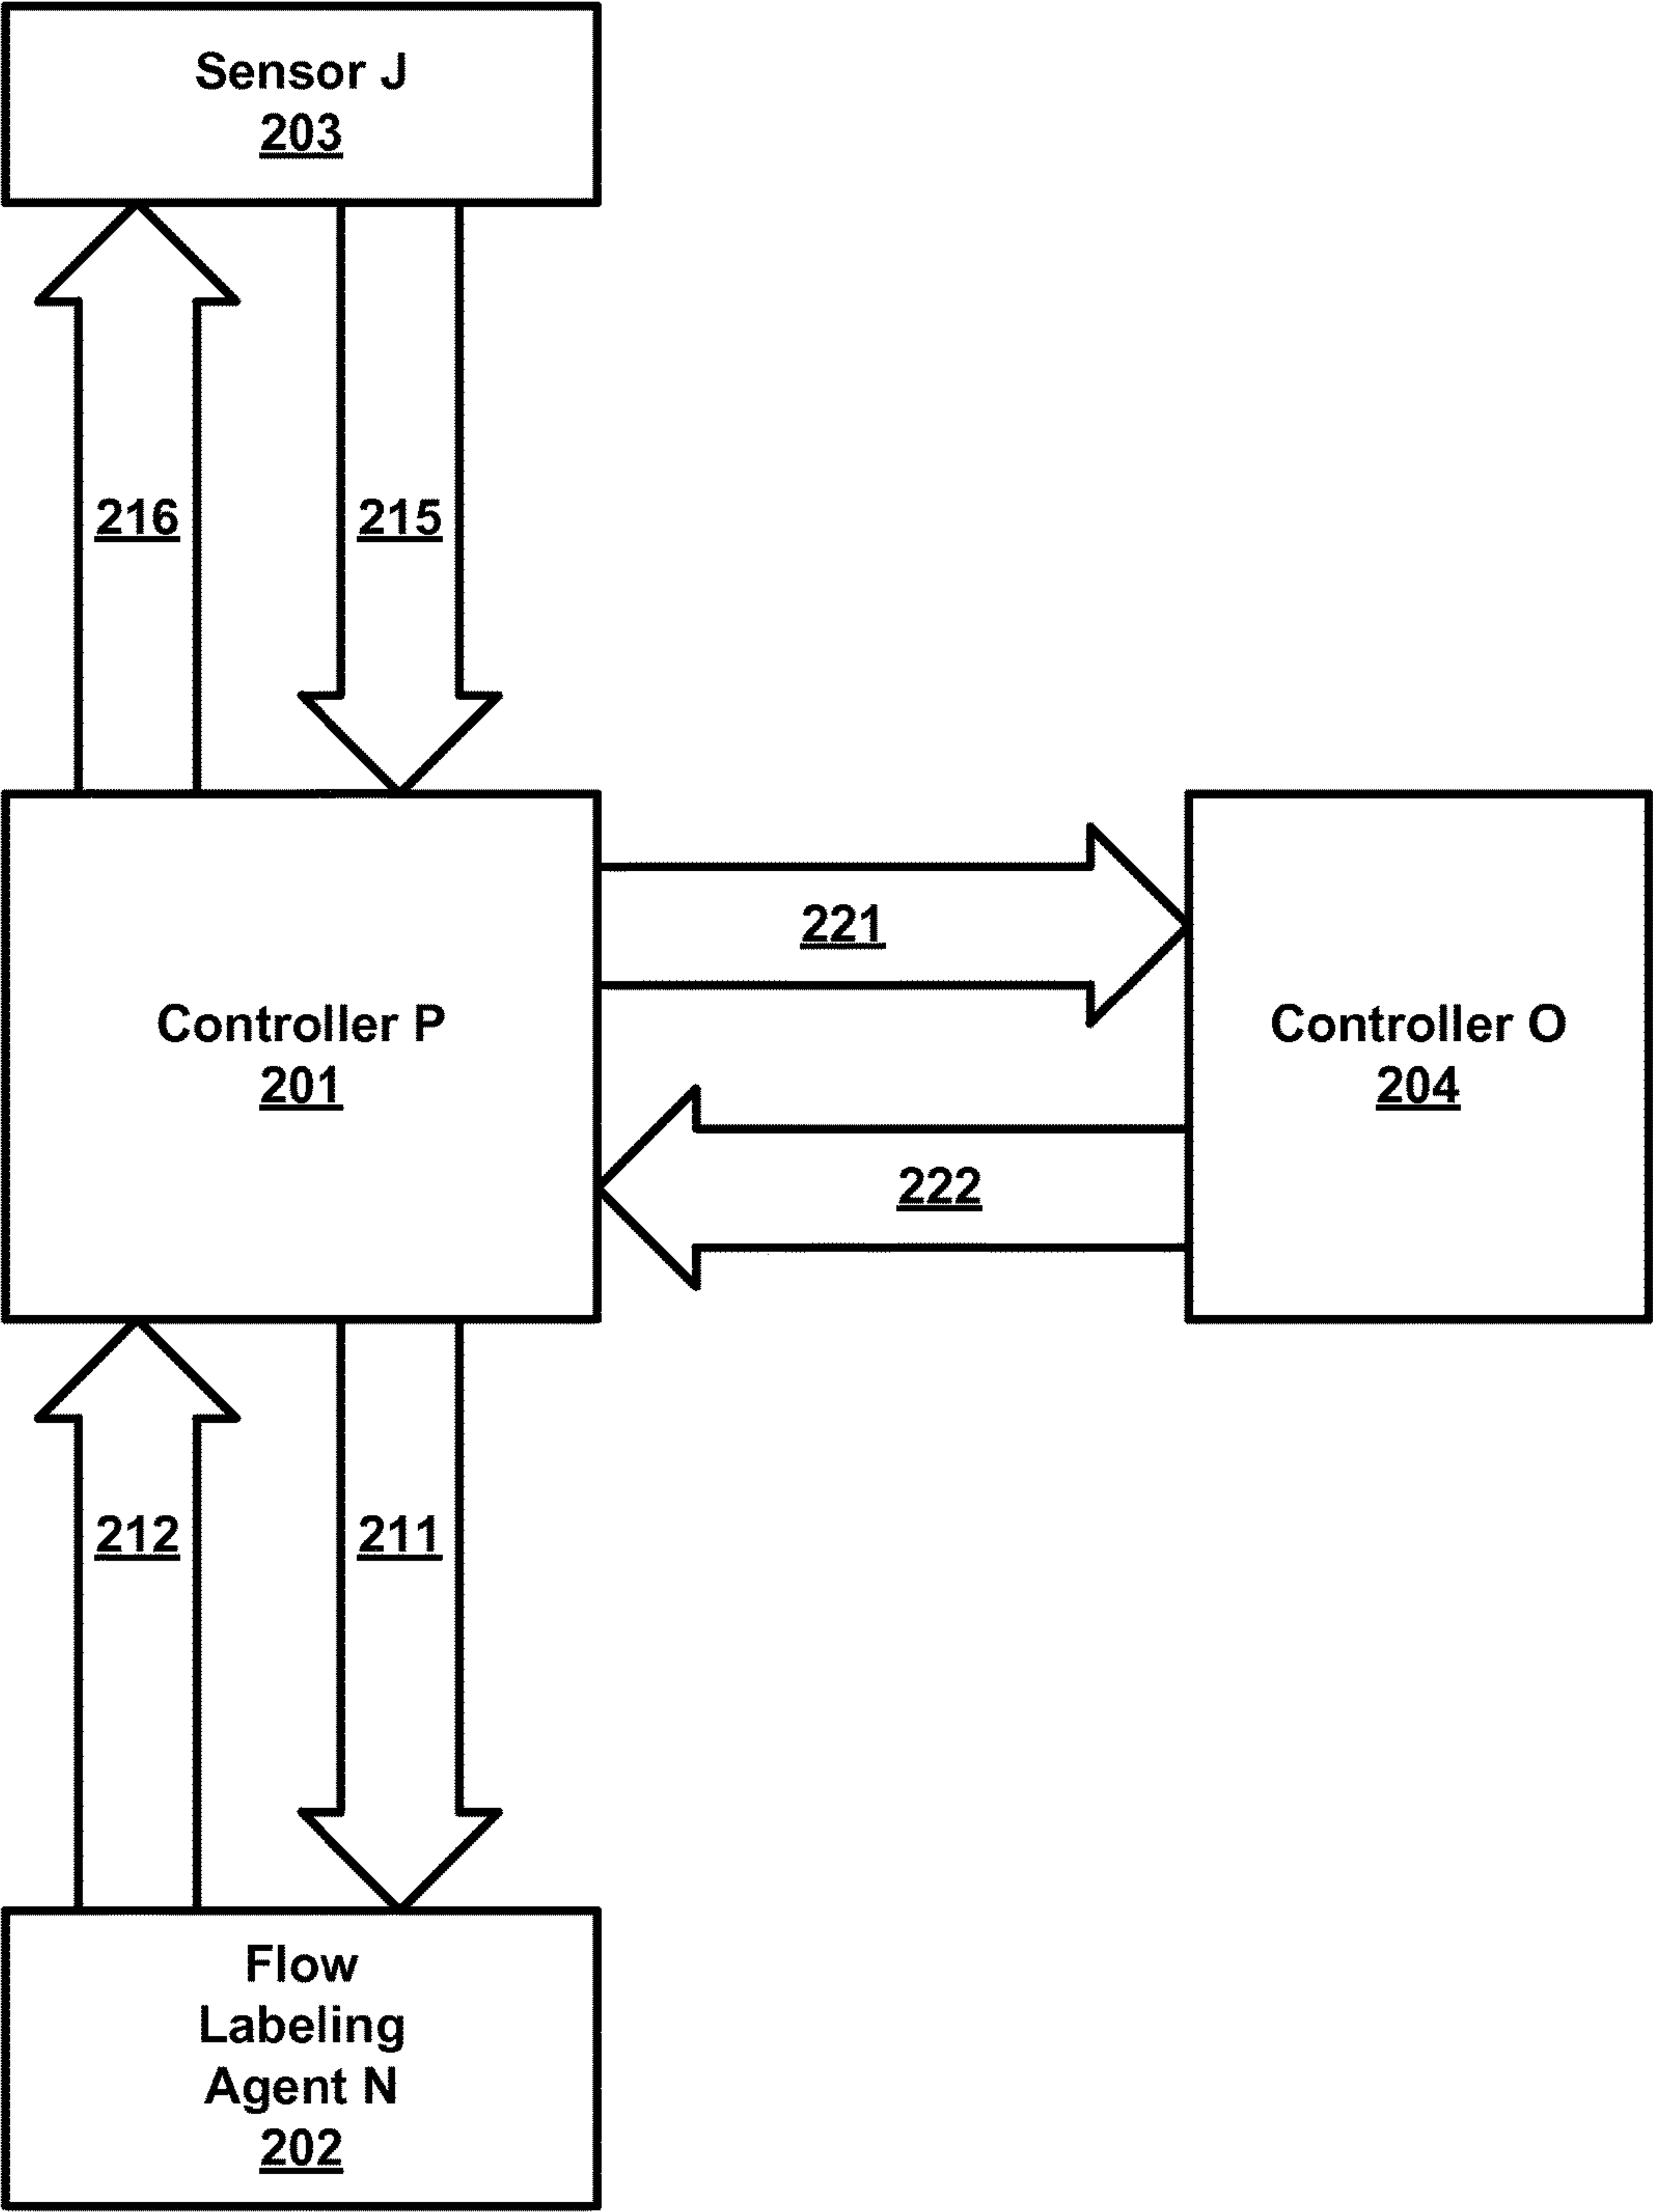 Sensor J
203
216
215
221
Controller P
201
Controller O
204
222
212
211
Flow
Labeling
Agent N
202